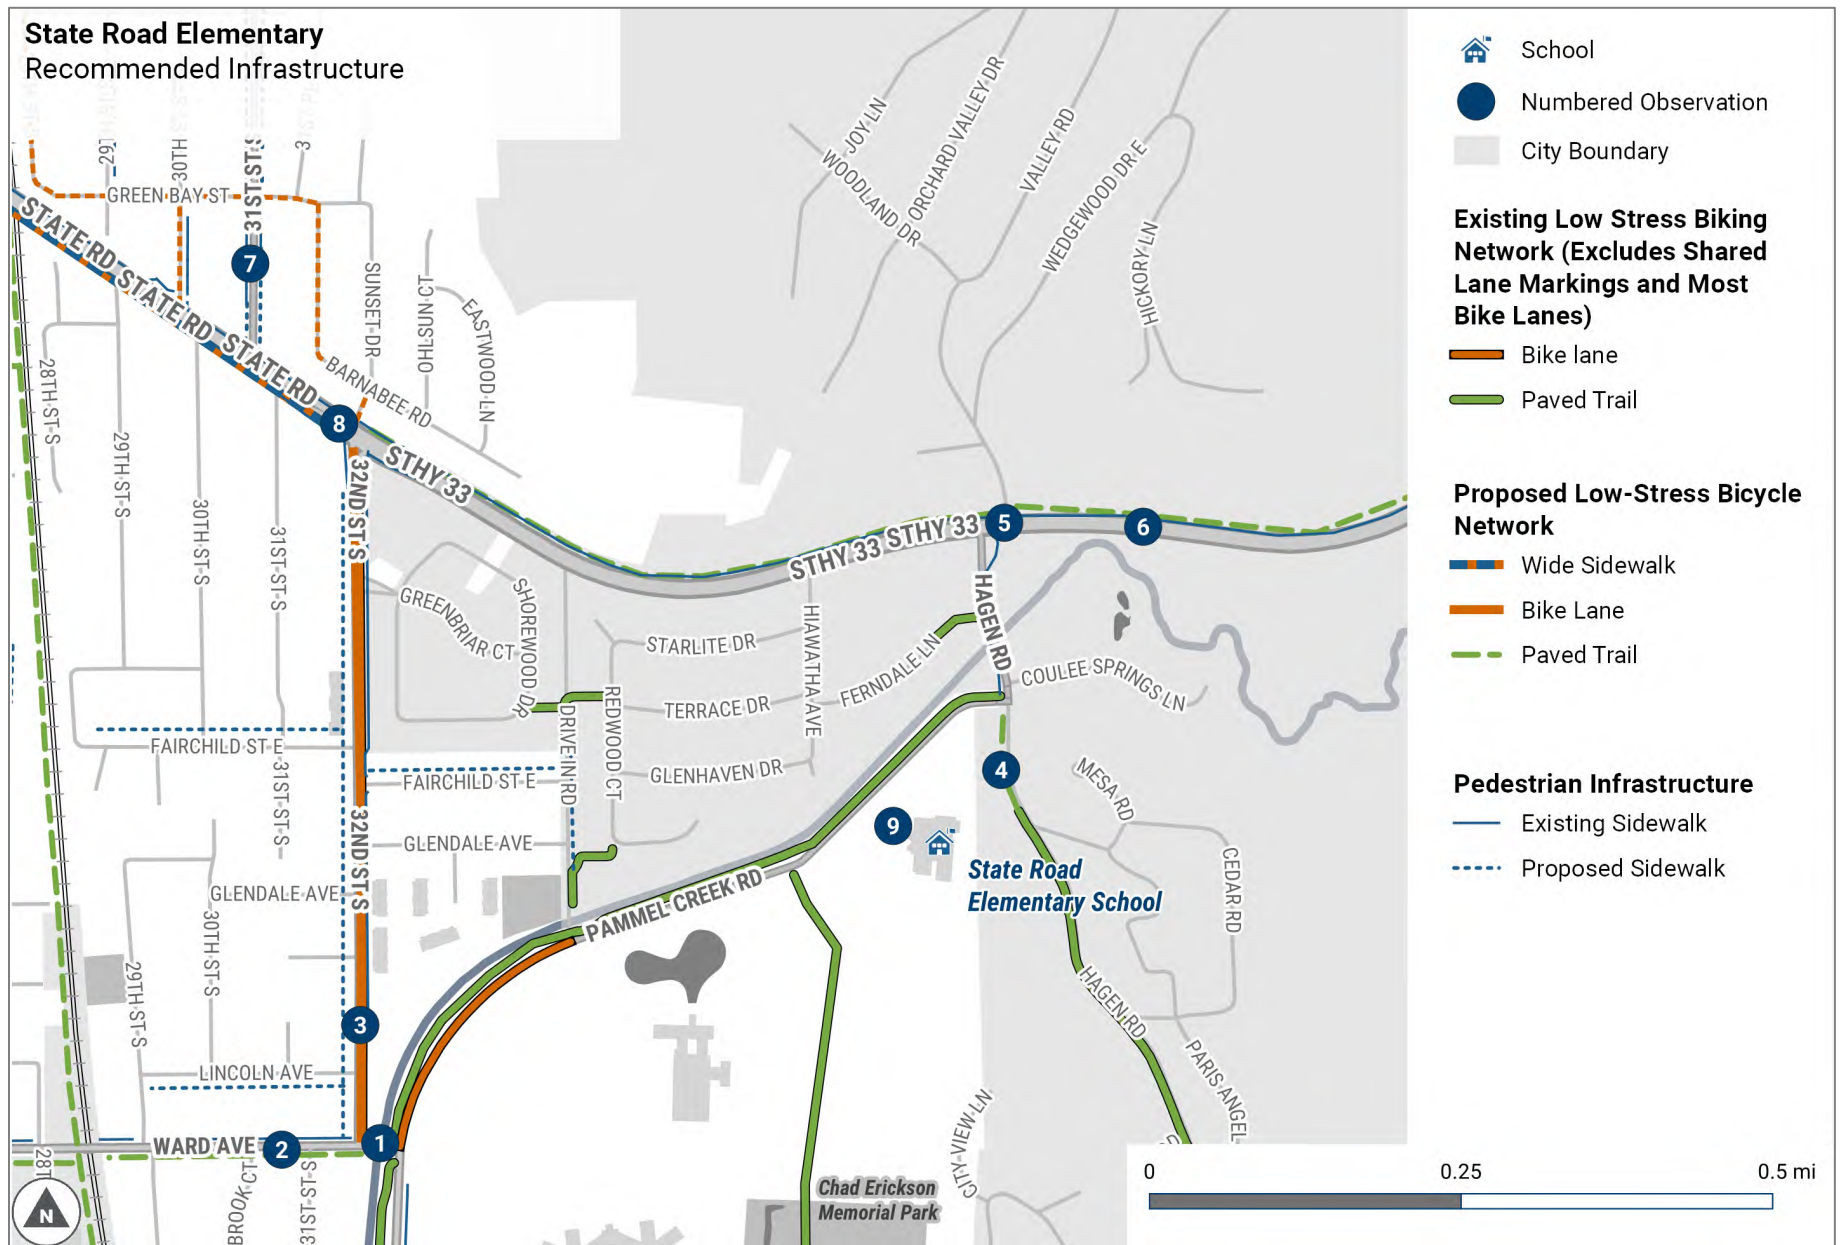 State Road Elementary
Recommended Infrastructure
School
Numbered Observation
City Boundary
Existing Low Stress Biking
Network (Excludes Shared
Lane Markings and Most
Bike Lanes)
Bike lane
Paved Trail
Proposed Low-Stress Bicycle
Network
Wide Sidewalk
Bike Lane
Paved Trail
Pedestrian Infrastructure
Existing Sidewalk
Proposed Sidewalk
0
0.25
0.5 mi
30TH S
31ST ST S
GREEN BAY ST
STATE RD
STATE RD
STATE RD
7
8
SUNSET DR
OHLSUN CT
EASTWOOD LN
BARNABEE RD
JOY LN
WOODLAND DR
ORCHARD VALLEY DR
VALLEY RD
WEDGEWOOD DR E
HICKORY LN
28TH ST S
29TH ST S
30TH ST S
31ST ST S
32ND ST S
STHY 33
STHY 33
STHY 33
5
6
HAGEN RD
GREENBRIAR CT
SHOREWOOD DR
STARLITE DR
HIAWATHA AVE
FERNDALE LN
COULEE SPRINGS LN
TERRACE DR
REDWOOD CT
DRIVE IN RD
FAIRCHILD ST E
31ST ST S
FAIRCHILD ST E
GLENHAVEN DR
4
MESA RD
9
State Road
Elementary School
CEDAR RD
32ND ST S
GLENDALE AVE
GLENDALE AVE
PAMMEL CREEK RD
30TH ST S
29TH ST S
HAGEN RD
PARIS ANGEL
3
LINCOLN AVE
WARD AVE
2
1
28T
BROOK CT
31ST ST S
CITY VIEW LN
Chad Erickson
Memorial Park
N